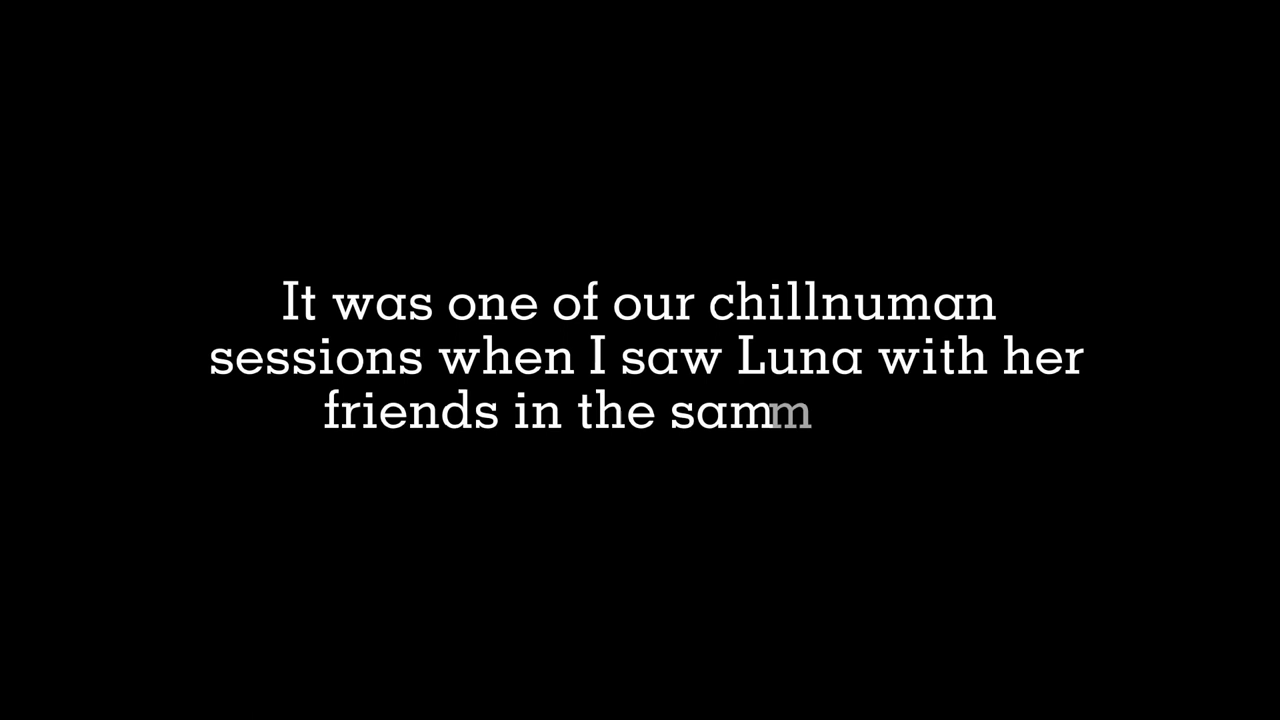 It was one of our chillnuman
sessions when I saw Luna with her
friends in the samm